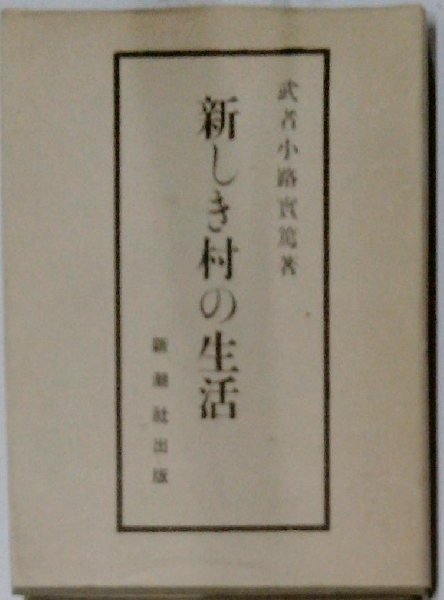 武者小路實篤著
新しき村の生活
新潮社出版